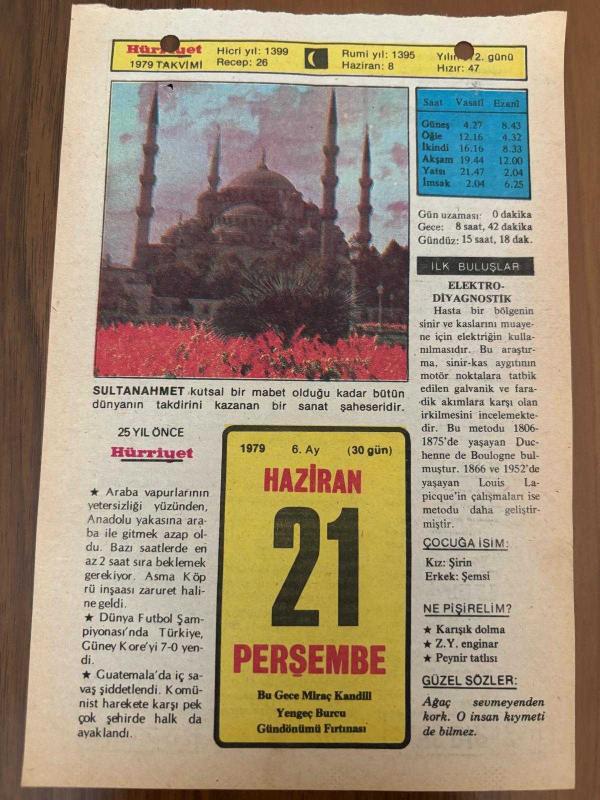 Hürriyet
1979 TAKVİMİ
Hicri yıl: 1399
Recep: 26
Rumi yıl: 1395
Haziran: 8
72. günü
Hızır: 47
Saat Vasatî Ezanî
Güneş 4.27 8.43
Öğle 12.16 4.32
İkindi 16.16 8.33
Akşam 19.44 12.00
Yatsı 21.47 2.04
İmsak 2.04 6.25
Gün uzaması: 0 dakika
Gece: 8 saat, 42 dakika
Gündüz: 15 saat, 18 dak.
İLK BULUŞLAR
ELEKTRO-
DİYAGNOSTİK
Hasta bir bölgenin
sinir ve kaslarını muaye-
ne için elektriğin kulla-
nılmasıdır. Bu araştır-
ma, sinir-kas aygıtının
motör noktalara tatbik
edilen galvanik ve fara-
dik akımlara karşı olan
irkilmesini incelemekte-
dir. Bu metodu 1806-
1875'de yaşayan Duc-
henne de Boulogne bul-
muştur. 1866 ve 1952'de
yaşayan Louis La-
picque'in çalışmaları ise
metodu daha geliştir-
miştir.
ÇOCUĞA İSİM:
Kız: Şirin
Erkek: Şemsi
NE PİŞİRELİM?
★ Karışık dolma
★ Z.Y. enginar
★ Peynir tatlısı
GÜZEL SÖZLER:
Ağaç sevmeyenden
kork. O insan kıymeti
de bilmez.
SULTANAHMET kutsal bir mabet olduğu kadar bütün
dünyanın takdirini kazanan bir sanat şaheseridir.
25 YIL ÖNCE
Hürriyet
★ Araba vapurlarının
yetersizliği yüzünden,
Anadolu yakasına ara-
ba ile gitmek azap ol-
du. Bazı saatlerde en
az 2 saat sıra beklemek
gerekiyor. Asma Köp
rü inşaası zaruret hali-
ne geldi.
★ Dünya Futbol Şam-
piyonası'nda Türkiye,
Güney Kore'yi 7-0 yen-
di.
★ Guatemala'da iç sa-
vaş şiddetlendi. Komü-
nist harekete karşı pek
çok şehirde halk da
ayaklandı.
1979 6. Ay (30 gün)
HAZİRAN
21
PERŞEMBE
Bu Gece Miraç Kandili
Yengeç Burcu
Gündönümü Fırtınası